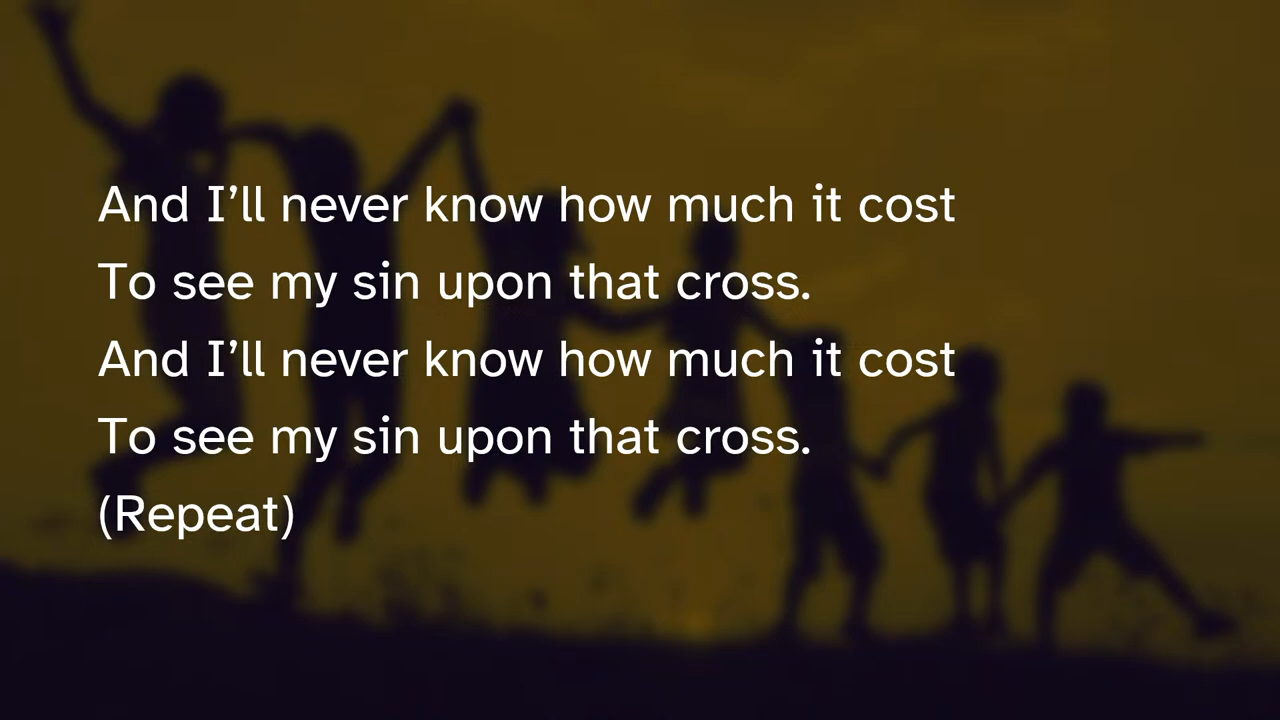 And I’ll never know how much it cost
To see my sin upon that cross.
And I’ll never know how much it cost
To see my sin upon that cross.
(Repeat)